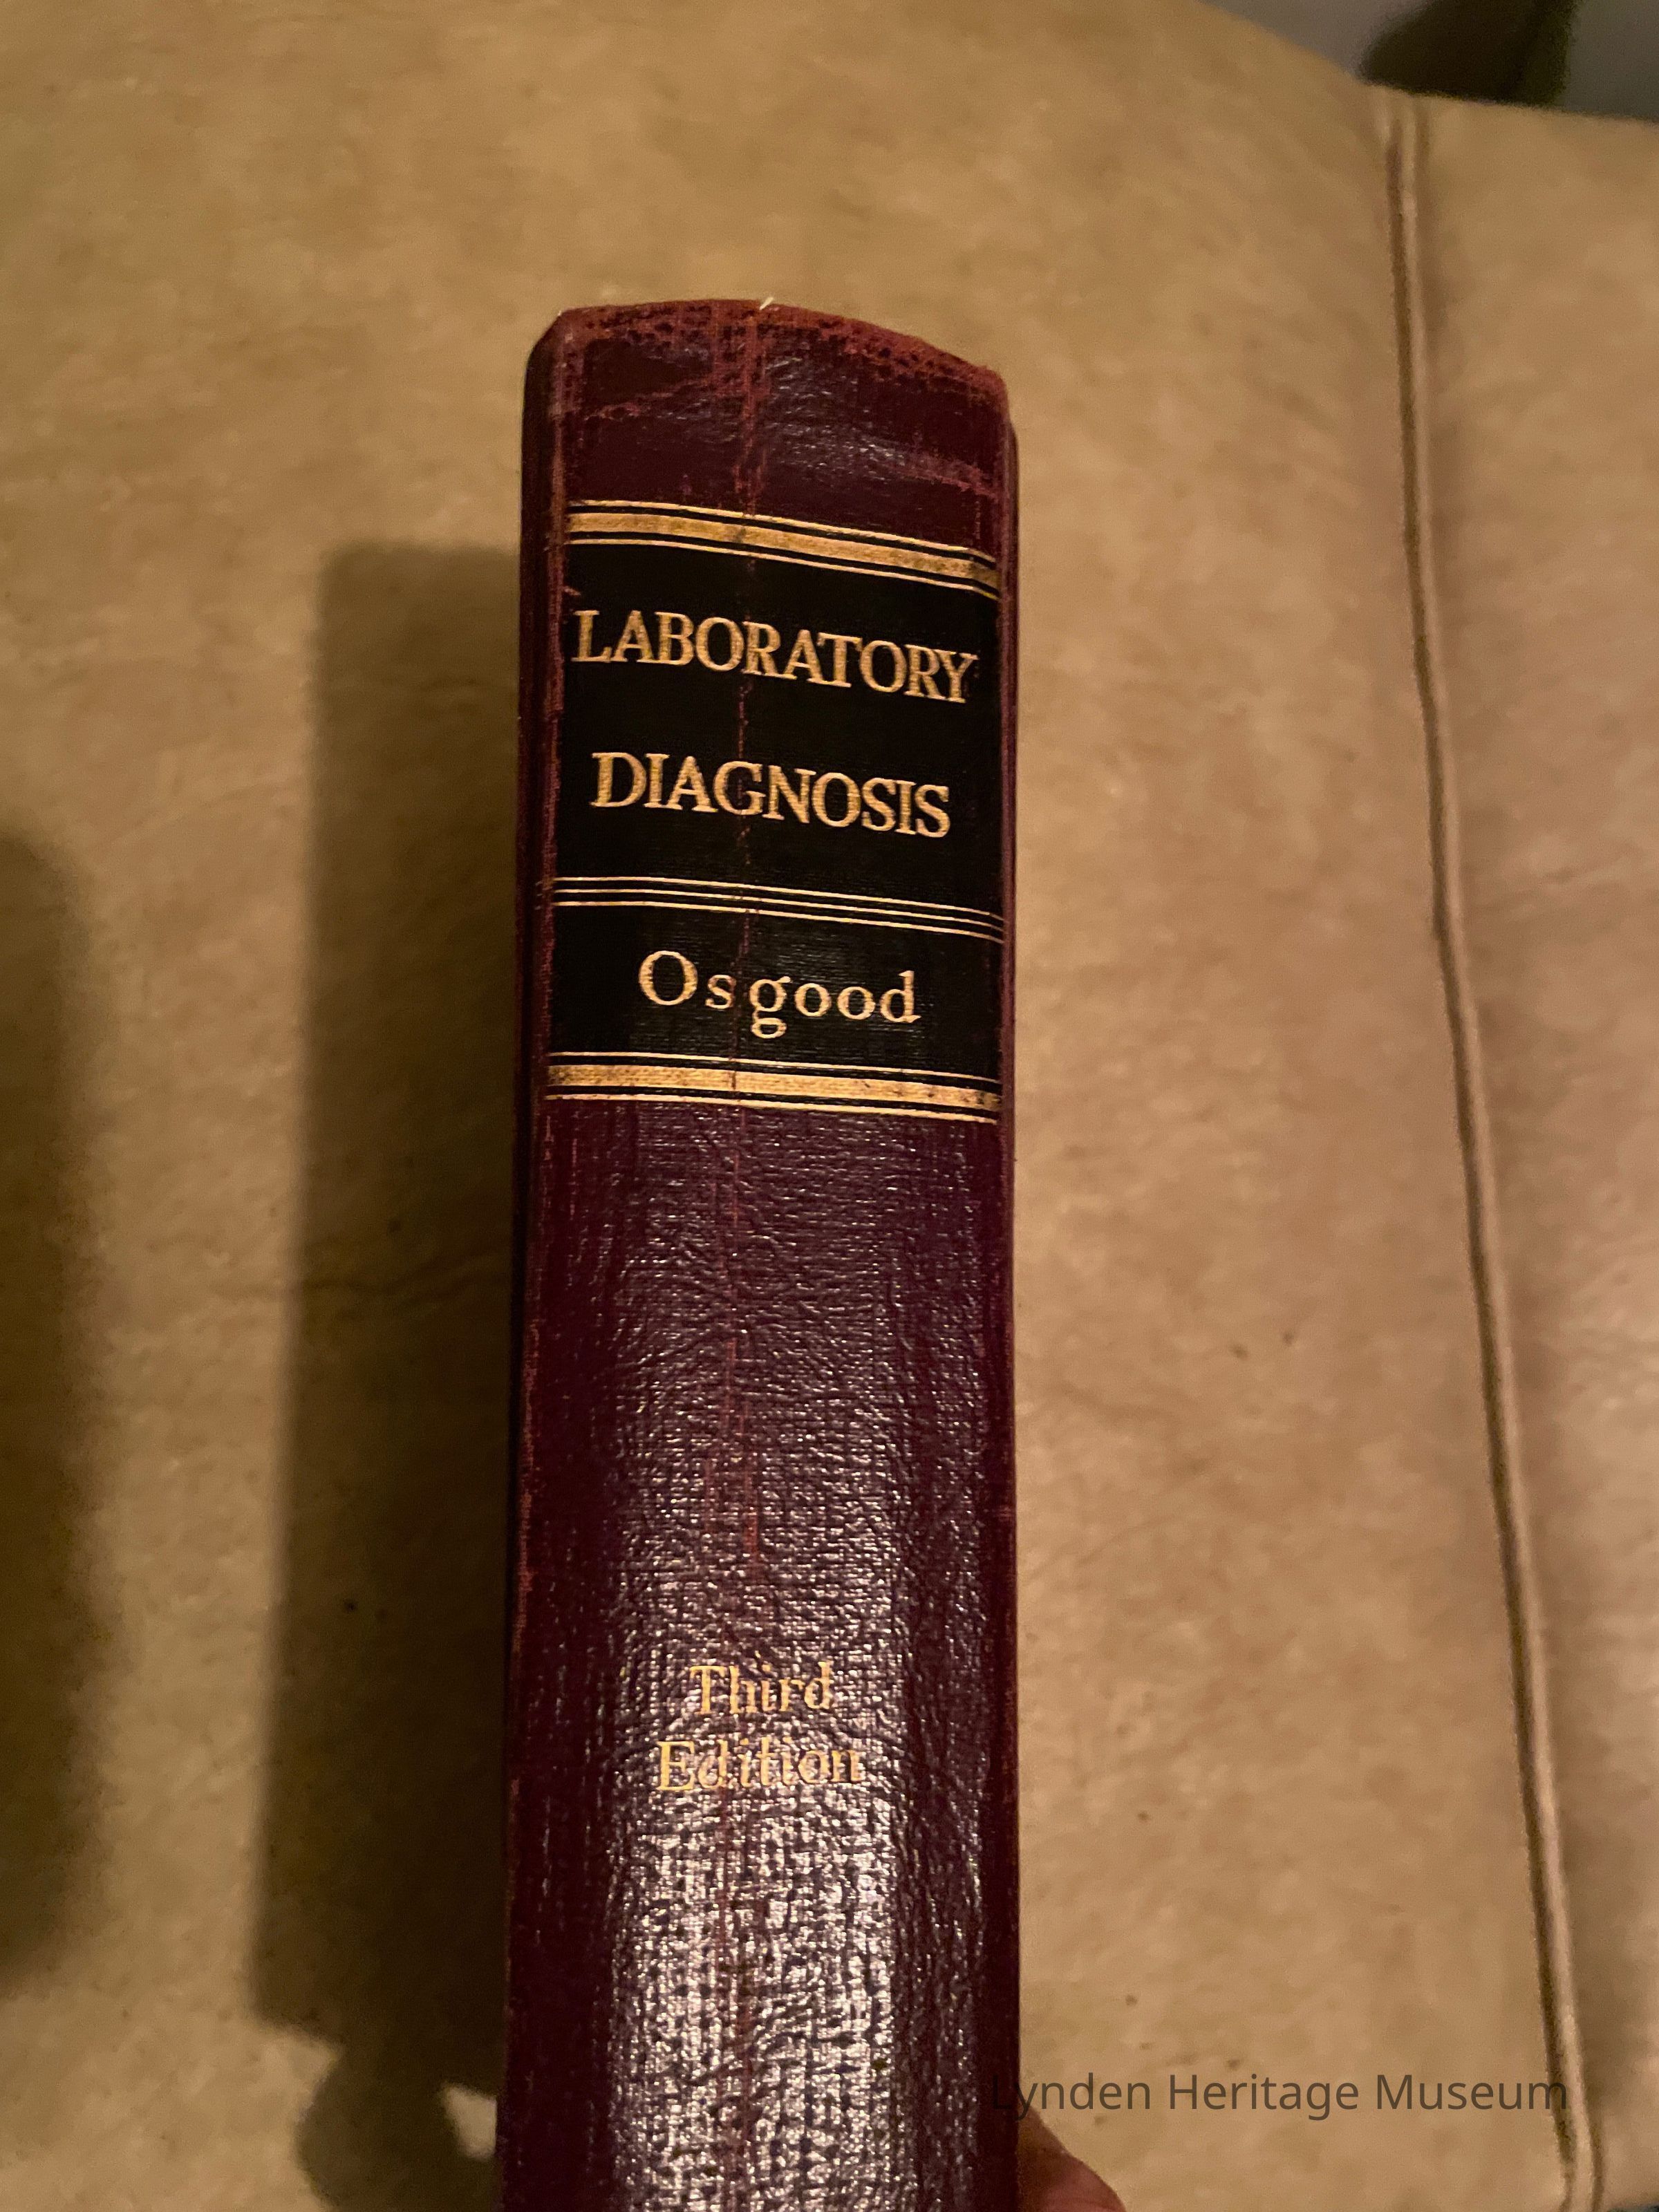 LABORATORY
DIAGNOSIS
Osgood
Third
Edition
Lynden Heritage Museum